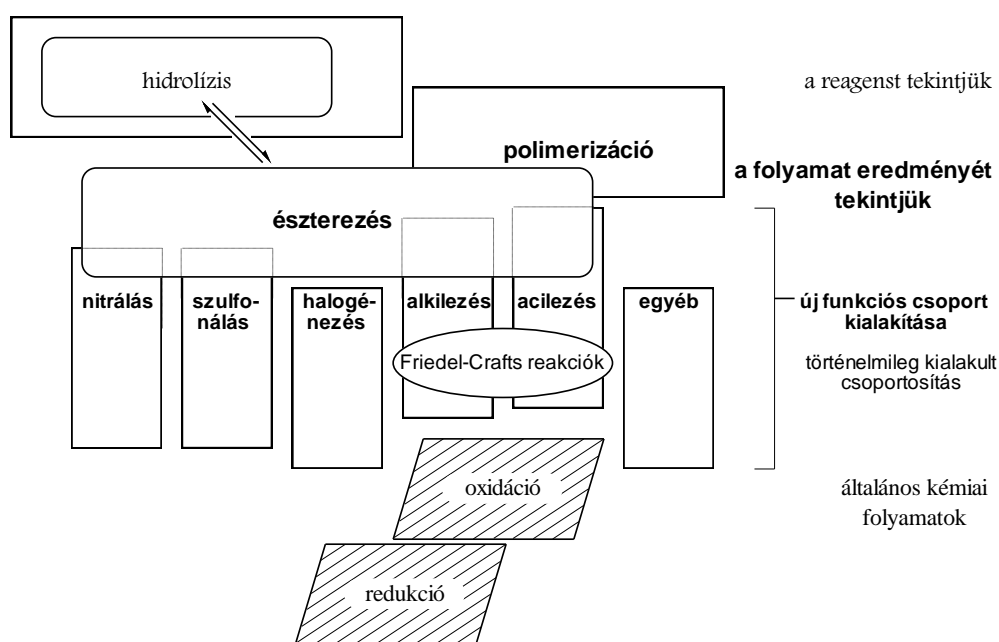 hidrolízis
a reagenst tekintjük
polimerizáció
a folyamat eredményét
tekintjük
észterezés
nitrálás
szulfo-
nálás
halogé-
nezés
alkilezés
acilezés
egyéb
új funkciós csoport
kialakítása
Friedel-Crafts reakciók
történelmileg kialakult
csoportosítás
oxidáció
általános kémiai
folyamatok
redukció